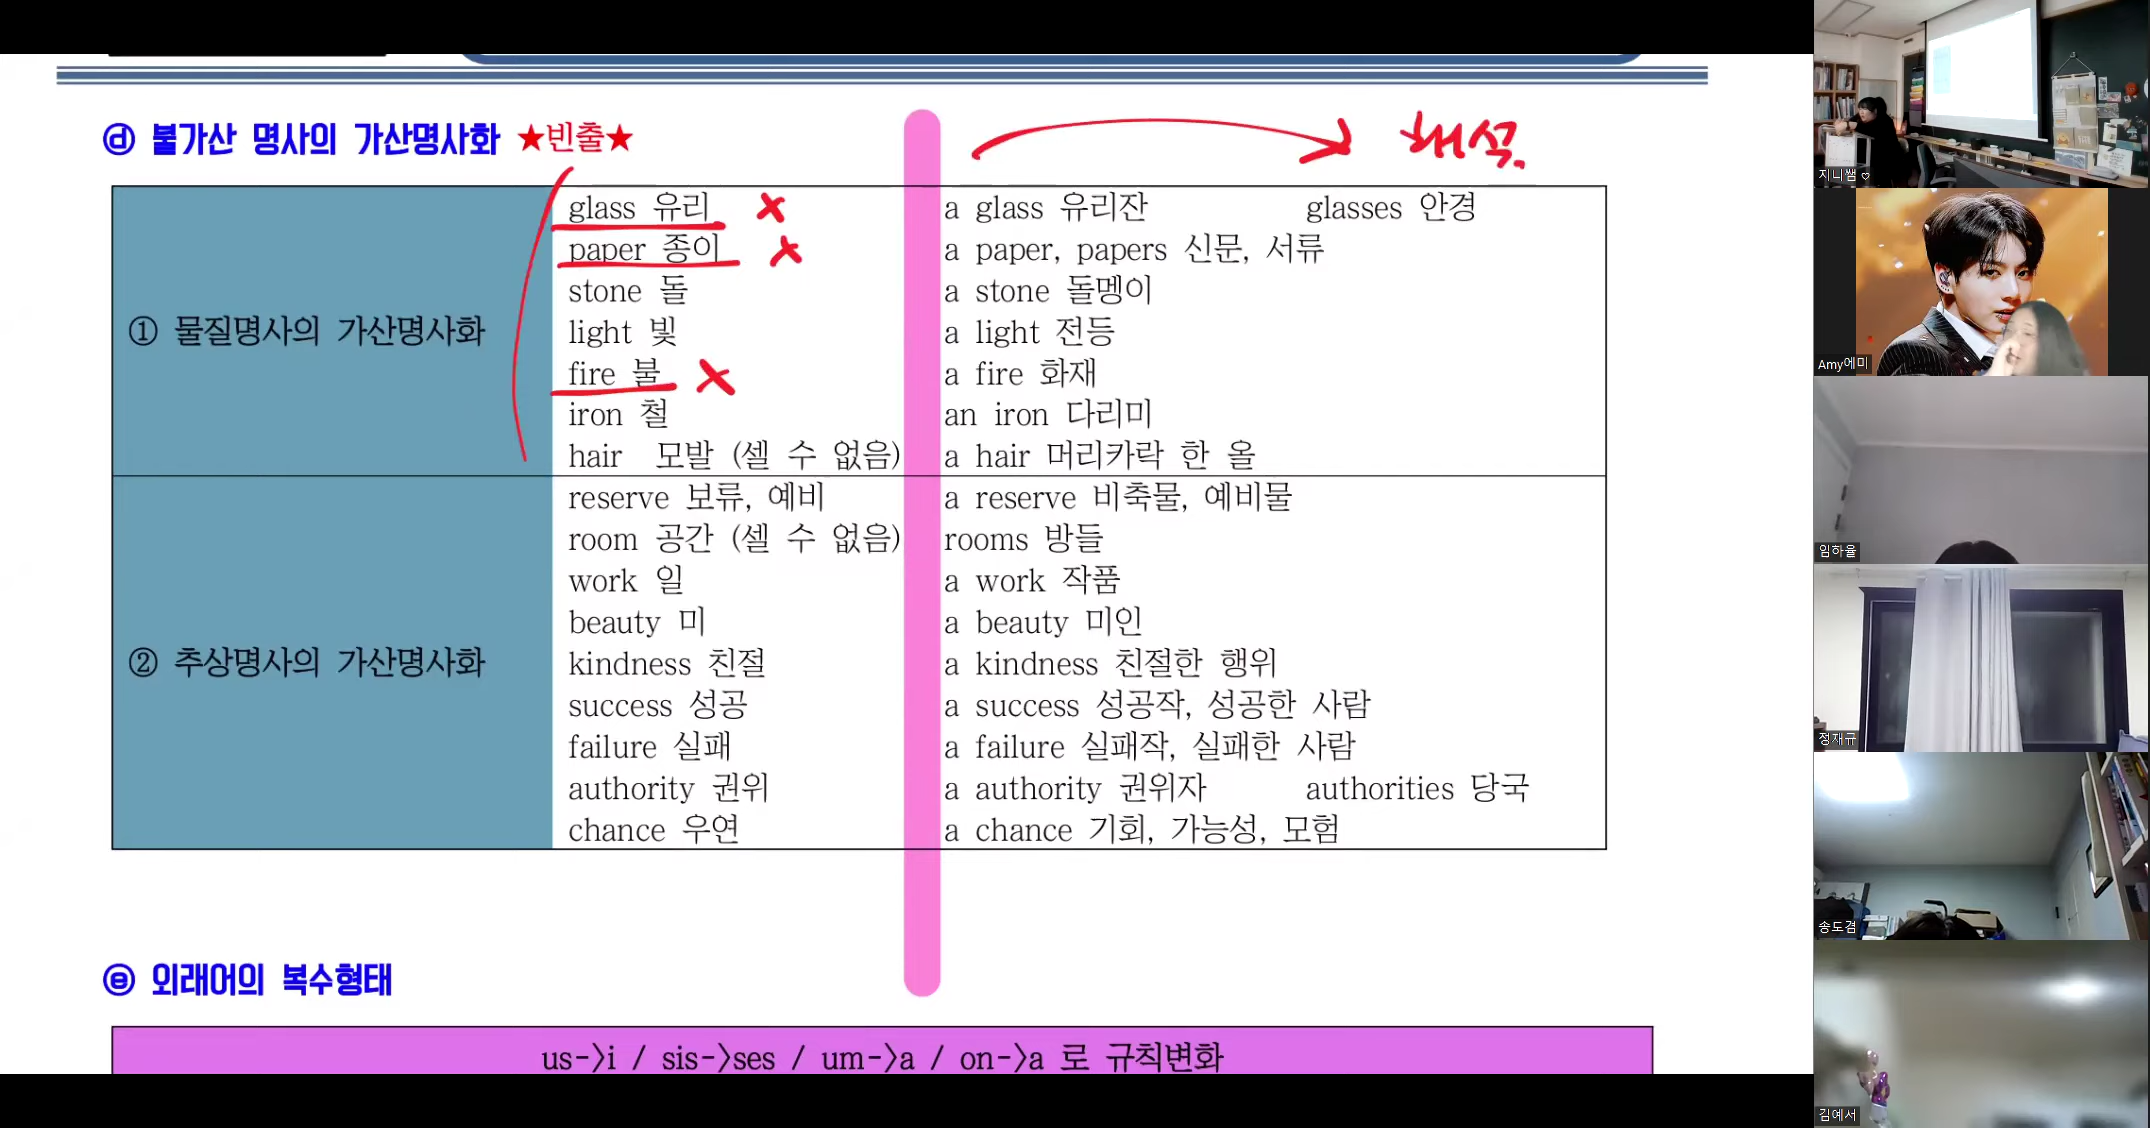 ⓓ 불가산 명사의 가산명사화 ★빈출★
해석
① 물질명사의 가산명사화
glass 유리 x a glass 유리잔 glasses 안경
paper 종이 x a paper, papers 신문, 서류
stone 돌 a stone 돌멩이
light 빛 a light 전등
fire 불 x a fire 화재
iron 철 an iron 다리미
hair 모발 (셀 수 없음) a hair 머리카락 한 올
② 추상명사의 가산명사화
reserve 보류, 예비 a reserve 비축물, 예비물
room 공간 (셀 수 없음) rooms 방들
work 일 a work 작품
beauty 미 a beauty 미인
kindness 친절 a kindness 친절한 행위
success 성공 a success 성공작, 성공한 사람
failure 실패 a failure 실패작, 실패한 사람
authority 권위 a authority 권위자 authorities 당국
chance 우연 a chance 기회, 가능성, 모험
ⓔ 외래어의 복수형태
us->i / sis->ses / um->a / on->a 로 규칙변화
지니쌤♡
Amy에미
임하율
정재규
송도겸
김예서